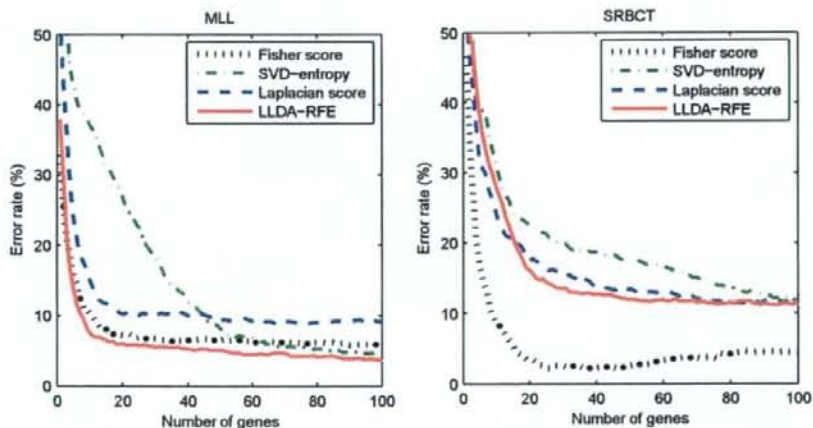 MLL
50
40
30
20
10
0
Error rate (%)
Fisher score
SVD-entropy
Laplacian score
LLDA-RFE
0 20 40 60 80 100
Number of genes
SRBCT
50
40
30
20
10
0
Error rate (%)
Fisher score
SVD-entropy
Laplacian score
LLDA-RFE
0 20 40 60 80 100
Number of genes